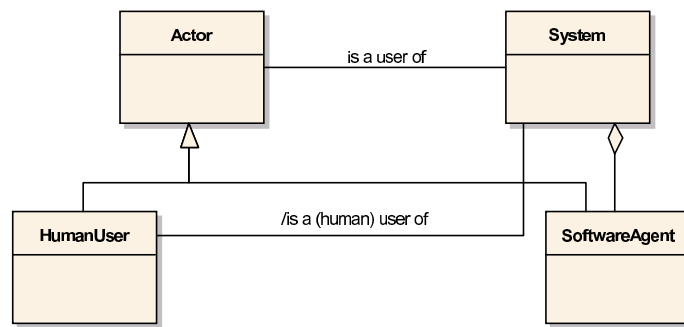 Actor
is a user of
System
/is a (human) user of
HumanUser
SoftwareAgent